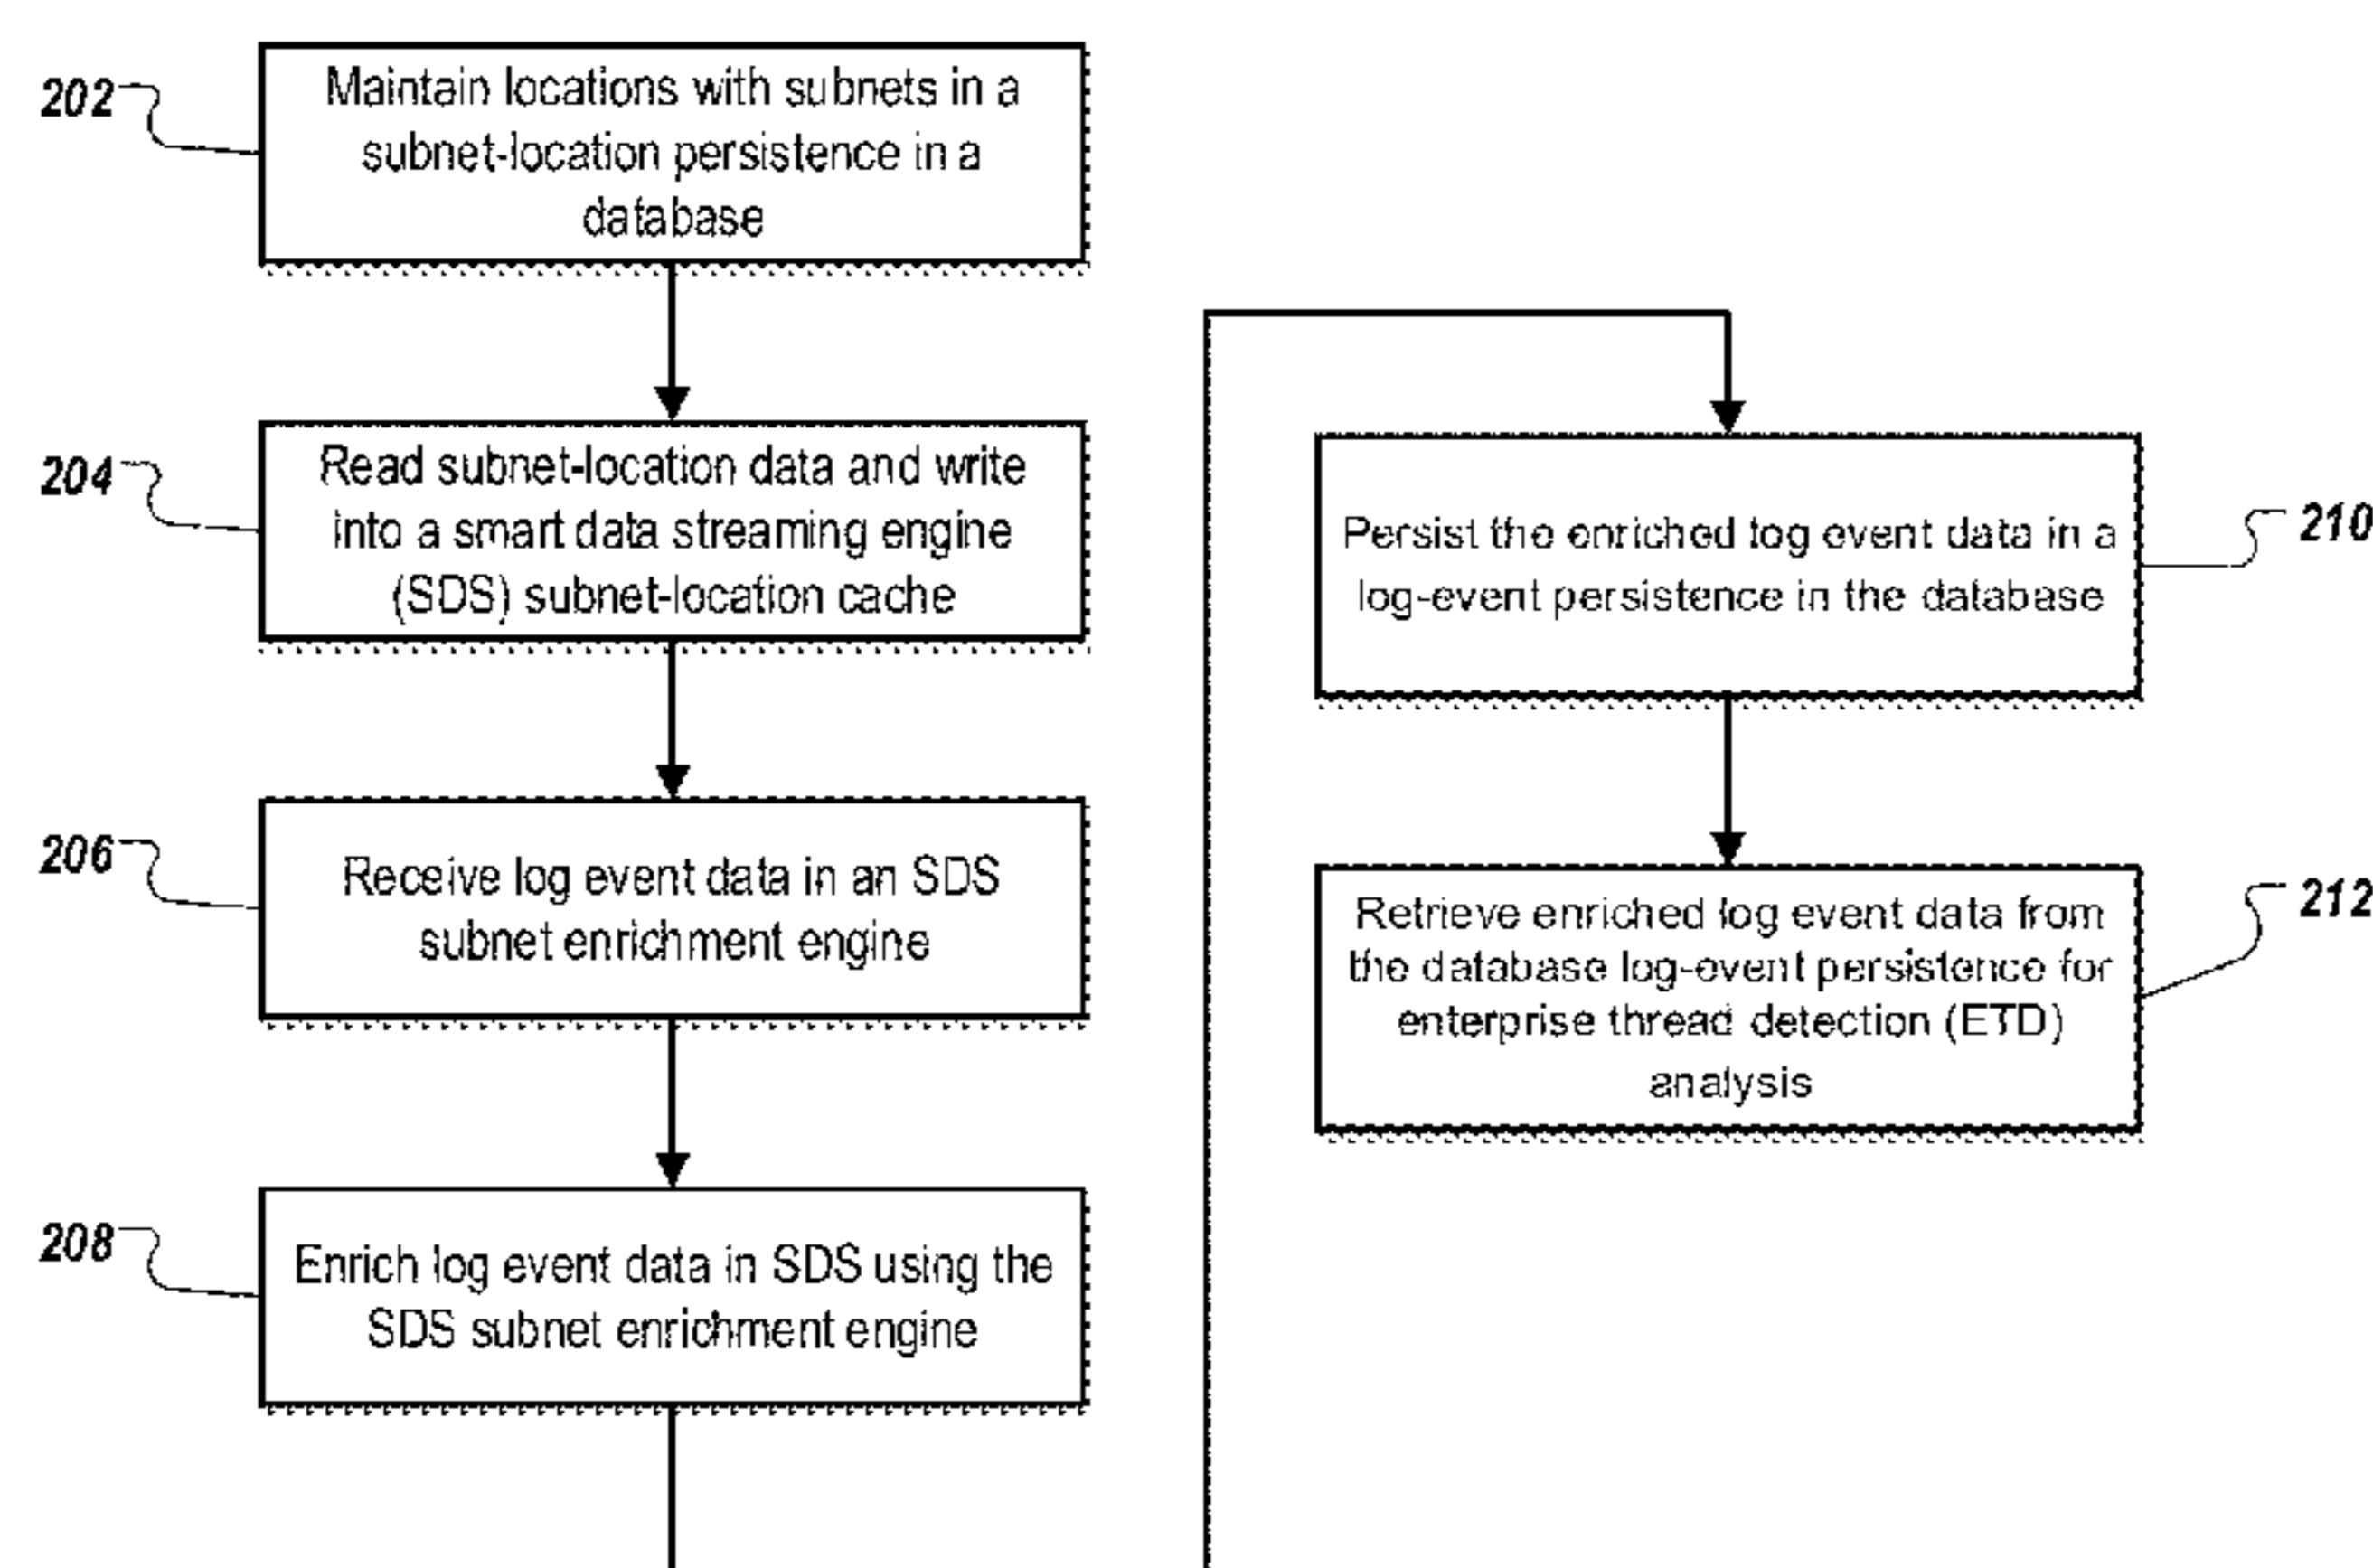 202
Maintain locations with subnets in a
subnet-location persistence in a
database
204
Read subnet-location data and write
into a smart data streaming engine
(SDS) subnet-location cache
206
Receive log event data in an SDS
subnet enrichment engine
208
Enrich log event data in SDS using the
SDS subnet enrichment engine
Persist the enriched log event data in a
log-event persistence in the database
210
Retrieve enriched log event data from
the database log-event persistence for
enterprise thread detection (ETD)
analysis
212